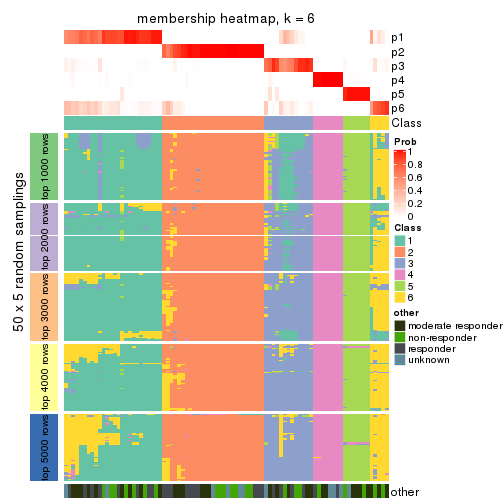 membership heatmap, k = 6
p1
p2
p3
p4
p5
p6
Class
50 x 5 random samplings
top 1000 rows
top 2000 rows
top 3000 rows
top 4000 rows
top 5000 rows
other
Prob
1
0.8
0.6
0.4
0.2
0
Class
1
2
3
4
5
6
other
moderate responder
non-responder
responder
unknown